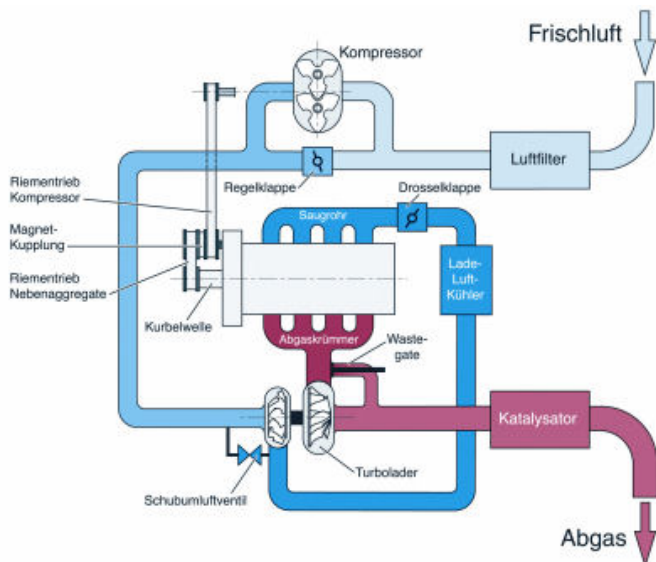 Kompressor
Frischluft
Luftfilter
Regelklappe
Drosselklappe
Riementrieb
Kompressor
Saugrohr
Magnet-
Kupplung
Lade-
Luft-
Kühler
Riementrieb
Nebenaggregate
Kurbelwelle
Abgaskrümmer
Waste-
gate
Katalysator
Turbolader
Schubumluftventil
Abgas